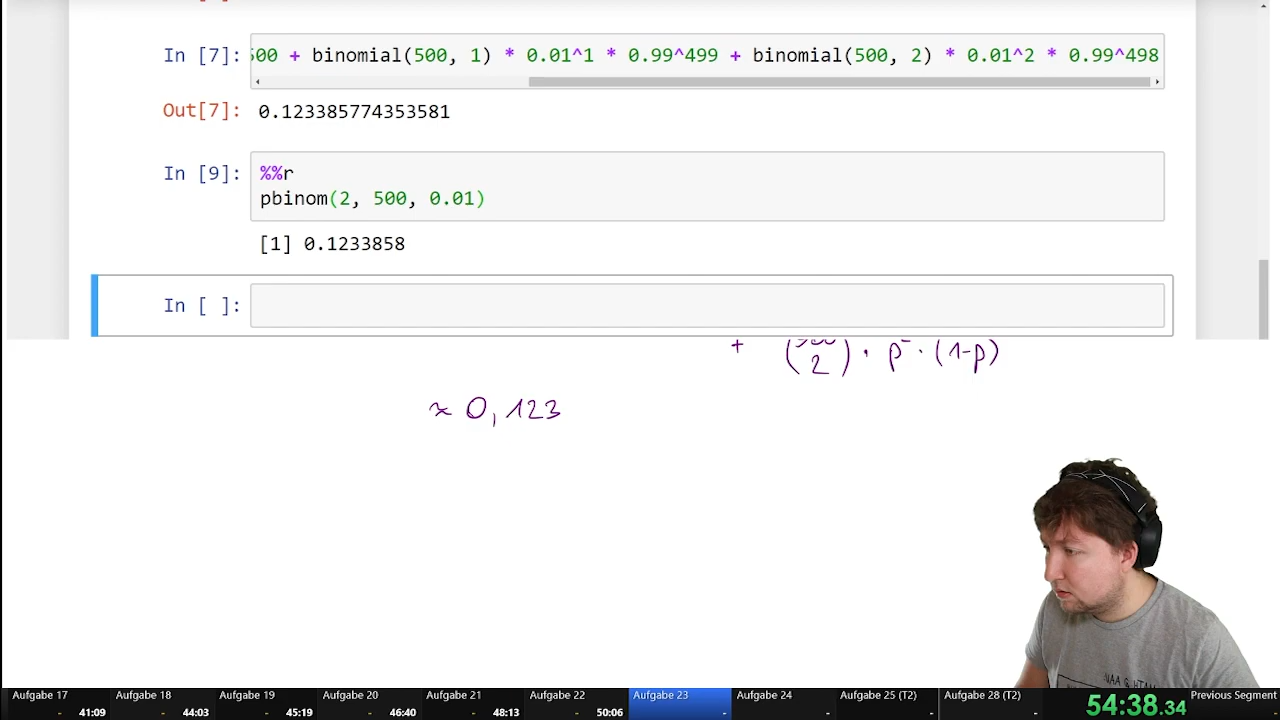 In [7]: 500 + binomial(500, 1) * 0.01^1 * 0.99^499 + binomial(500, 2) * 0.01^2 * 0.99^498
Out[7]: 0.123385774353581
In [9]: %%r
pbinom(2, 500, 0.01)
[1] 0.1233858
In [ ]:
+ (500 2) · p² · (1-p)
≈ 0,123
Aufgabe 17 Aufgabe 18 Aufgabe 19 Aufgabe 20 Aufgabe 21 Aufgabe 22 Aufgabe 23 Aufgabe 24 Aufgabe 25 (T2) Aufgabe 28 (T2) 54:38.34 Previous Segment
- 41:09 - 44:03 - 45:19 - 46:40 - 48:13 - 50:06 - - - - -